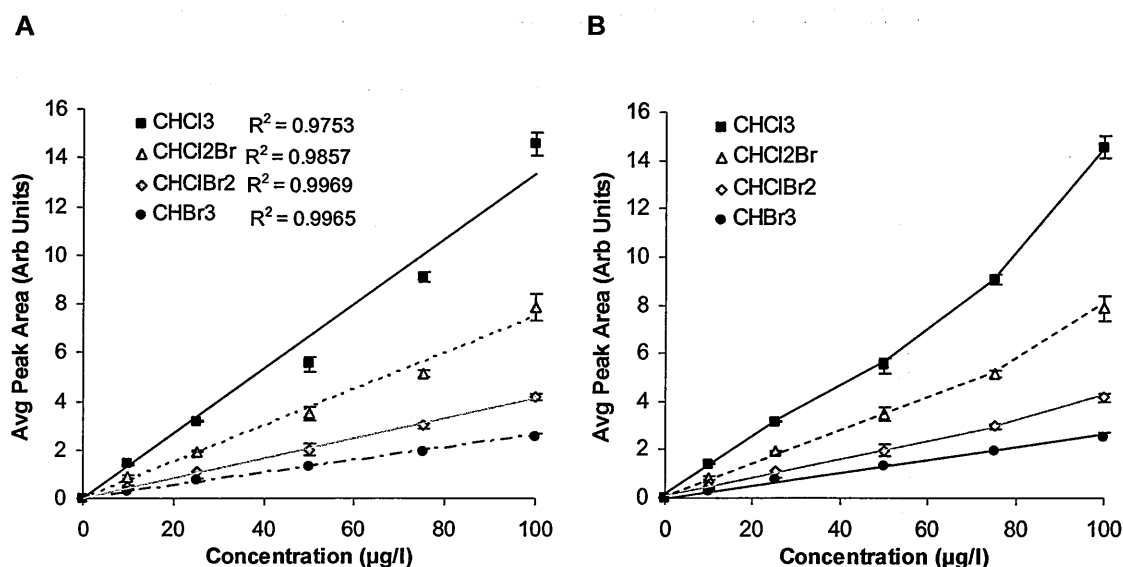 A
B
16
14
12
10
8
6
4
2
0
Avg Peak Area (Arb Units)
CHCl3 R² = 0.9753
CHCl2Br R² = 0.9857
CHClBr2 R² = 0.9969
CHBr3 R² = 0.9965
0 20 40 60 80 100
Concentration (µg/l)
16
14
12
10
8
6
4
2
0
Avg Peak Area (Arb Units)
CHCl3
CHCl2Br
CHClBr2
CHBr3
0 20 40 60 80 100
Concentration (µg/l)